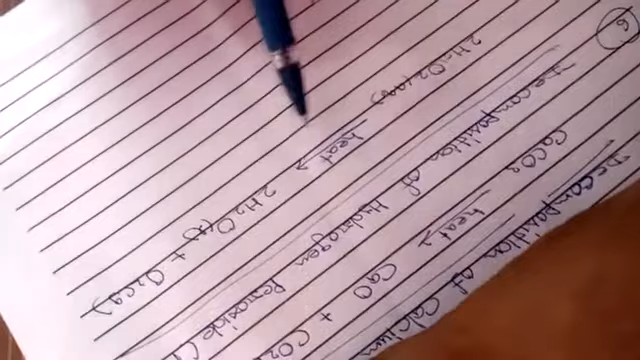 6
Decomposition of Calcium
CaCO3 heat→ CaO + CO2
Decomposition of Hydrogen Peroxide (
2H2O2(aq) heat→ 2H2O(l) + O2(g)